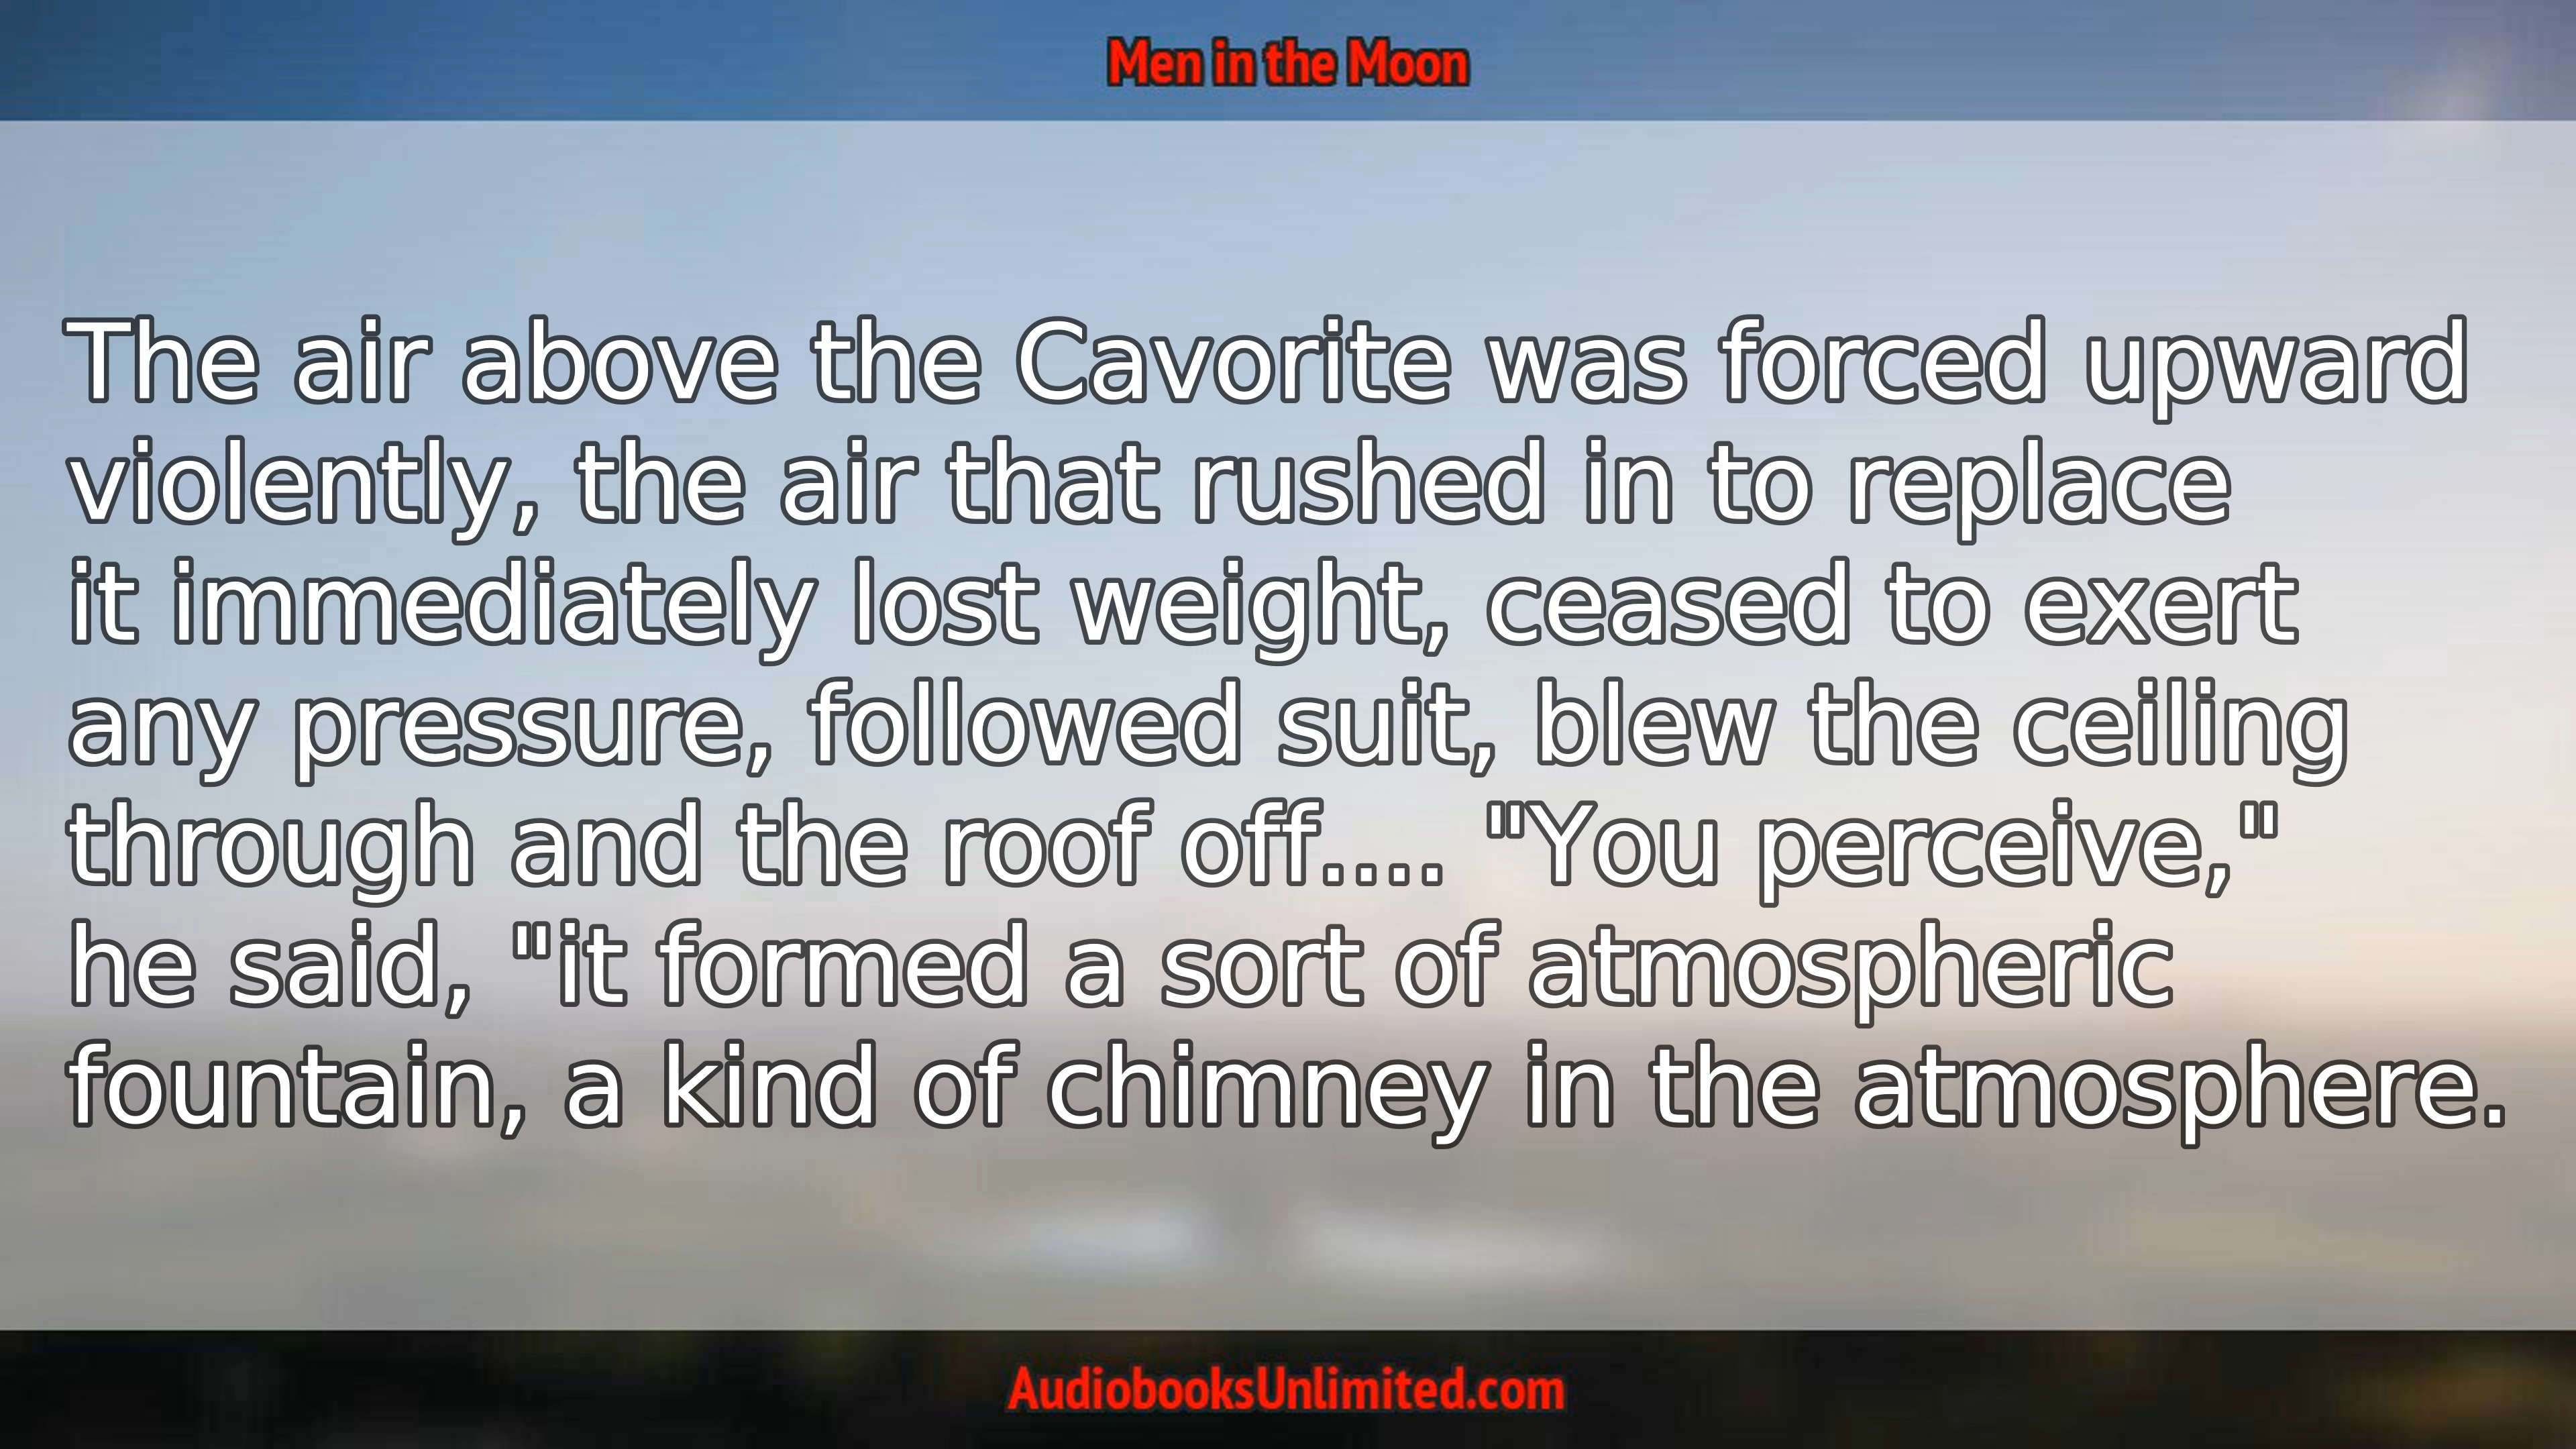 Men in the Moon
The air above the Cavorite was forced upward
violently, the air that rushed in to replace
it immediately lost weight, ceased to exert
any pressure, followed suit, blew the ceiling
through and the roof off.... "You perceive,"
he said, "it formed a sort of atmospheric
fountain, a kind of chimney in the atmosphere.
AudiobooksUnlimited.com